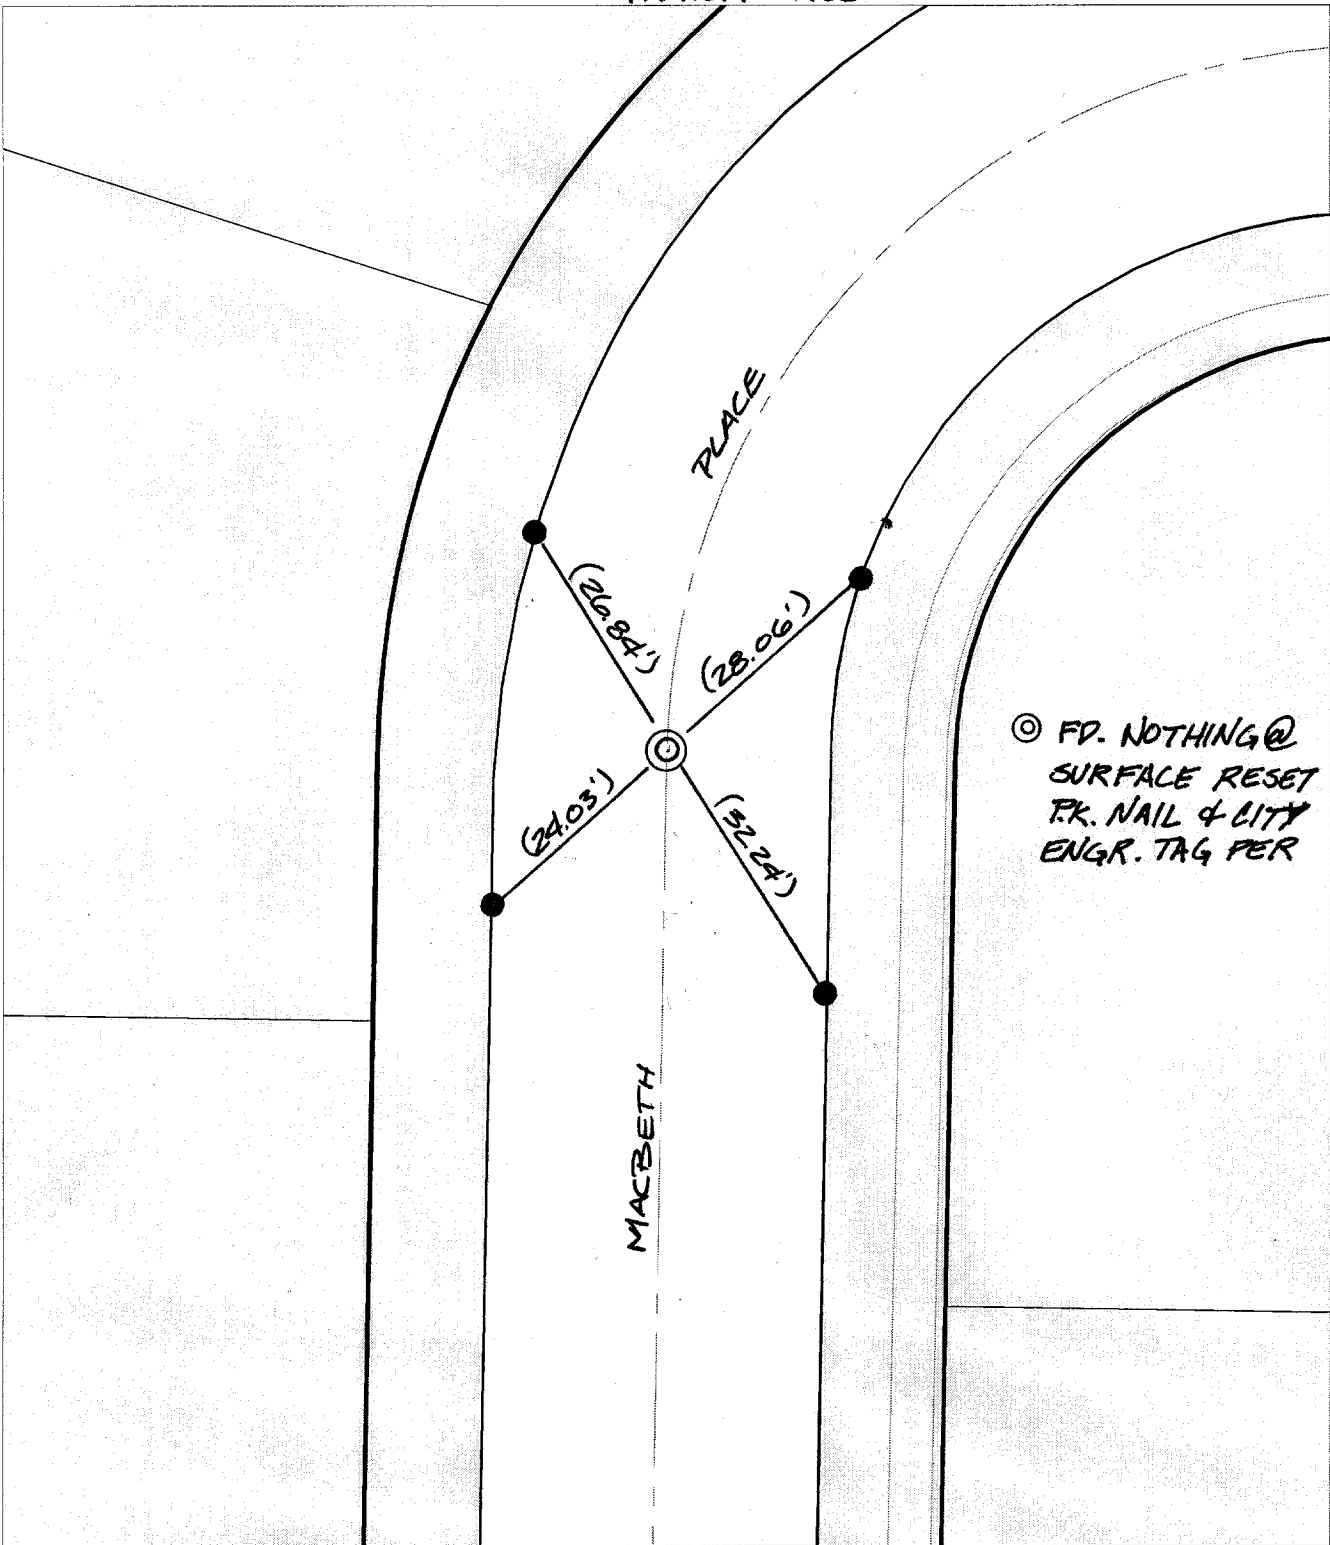 PLACE
(26.84')
(28.06')
(24.03')
(32.24')
◎ FD. NOTHING @
SURFACE RESET
P.K. NAIL & CITY
ENGR. TAG PER
MACBETH